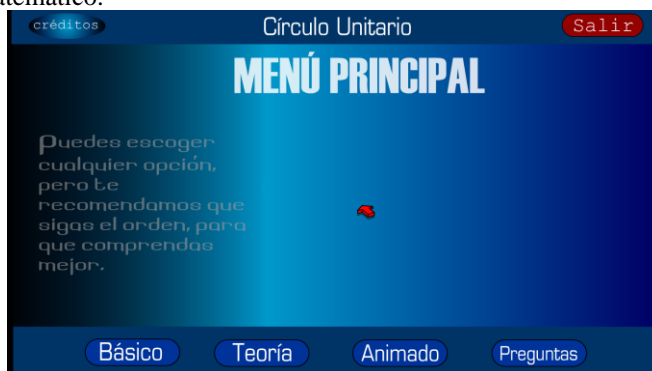 créditos
Círculo Unitario
Salir
MENÚ PRINCIPAL
Puedes escoger
cualquier opción,
pero te
recomendamos que
sigas el orden, para
que comprendas
mejor.
Básico
Teoría
Animado
Preguntas